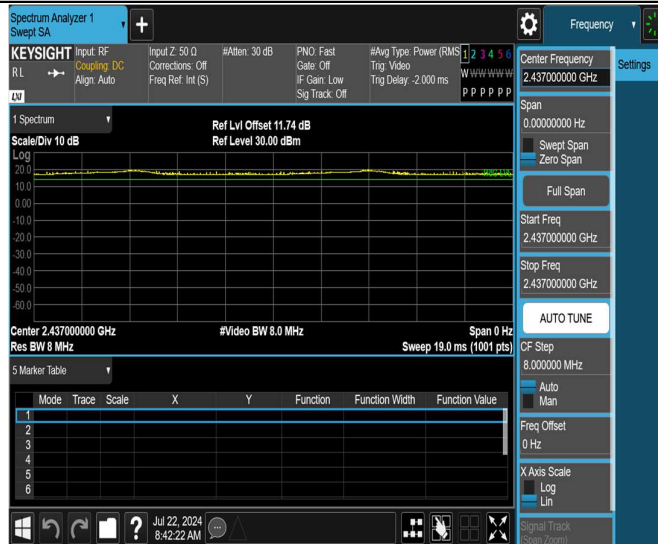 Spectrum Analyzer 1
Swept SA
Frequency
KEYSIGHT
Input: RF
Coupling: DC
Align: Auto
Input Z: 50 Ω
Corrections: Off
Freq Ref: Int (S)
#Atten: 30 dB
PNO: Fast
Gate: Off
IF Gain: Low
Sig Track: Off
#Avg Type: Power (RMS
Trig: Video
Trig Delay: -2.000 ms
1 2 3 4 5 6
W W W W W W
P P P P P P
R L
LXI
Center Frequency
2.437000000 GHz
Settings
Span
0.00000000 Hz
Swept Span
Zero Span
Full Span
Start Freq
2.437000000 GHz
Stop Freq
2.437000000 GHz
AUTO TUNE
CF Step
8.000000 MHz
Auto
Man
Freq Offset
0 Hz
X Axis Scale
Log
Lin
Signal Track
(Span Zoom)
1 Spectrum
Scale/Div 10 dB
Ref Lvl Offset 11.74 dB
Ref Level 30.00 dBm
Log
20.0
10.0
0.00
-10.0
-20.0
-30.0
-40.0
-50.0
-60.0
Center 2.437000000 GHz
#Video BW 8.0 MHz
Span 0 Hz
Res BW 8 MHz
Sweep 19.0 ms (1001 pts)
5 Marker Table
Mode Trace Scale X Y Function Function Width Function Value
1
2
3
4
5
6
?
Jul 22, 2024
8:42:22 AM